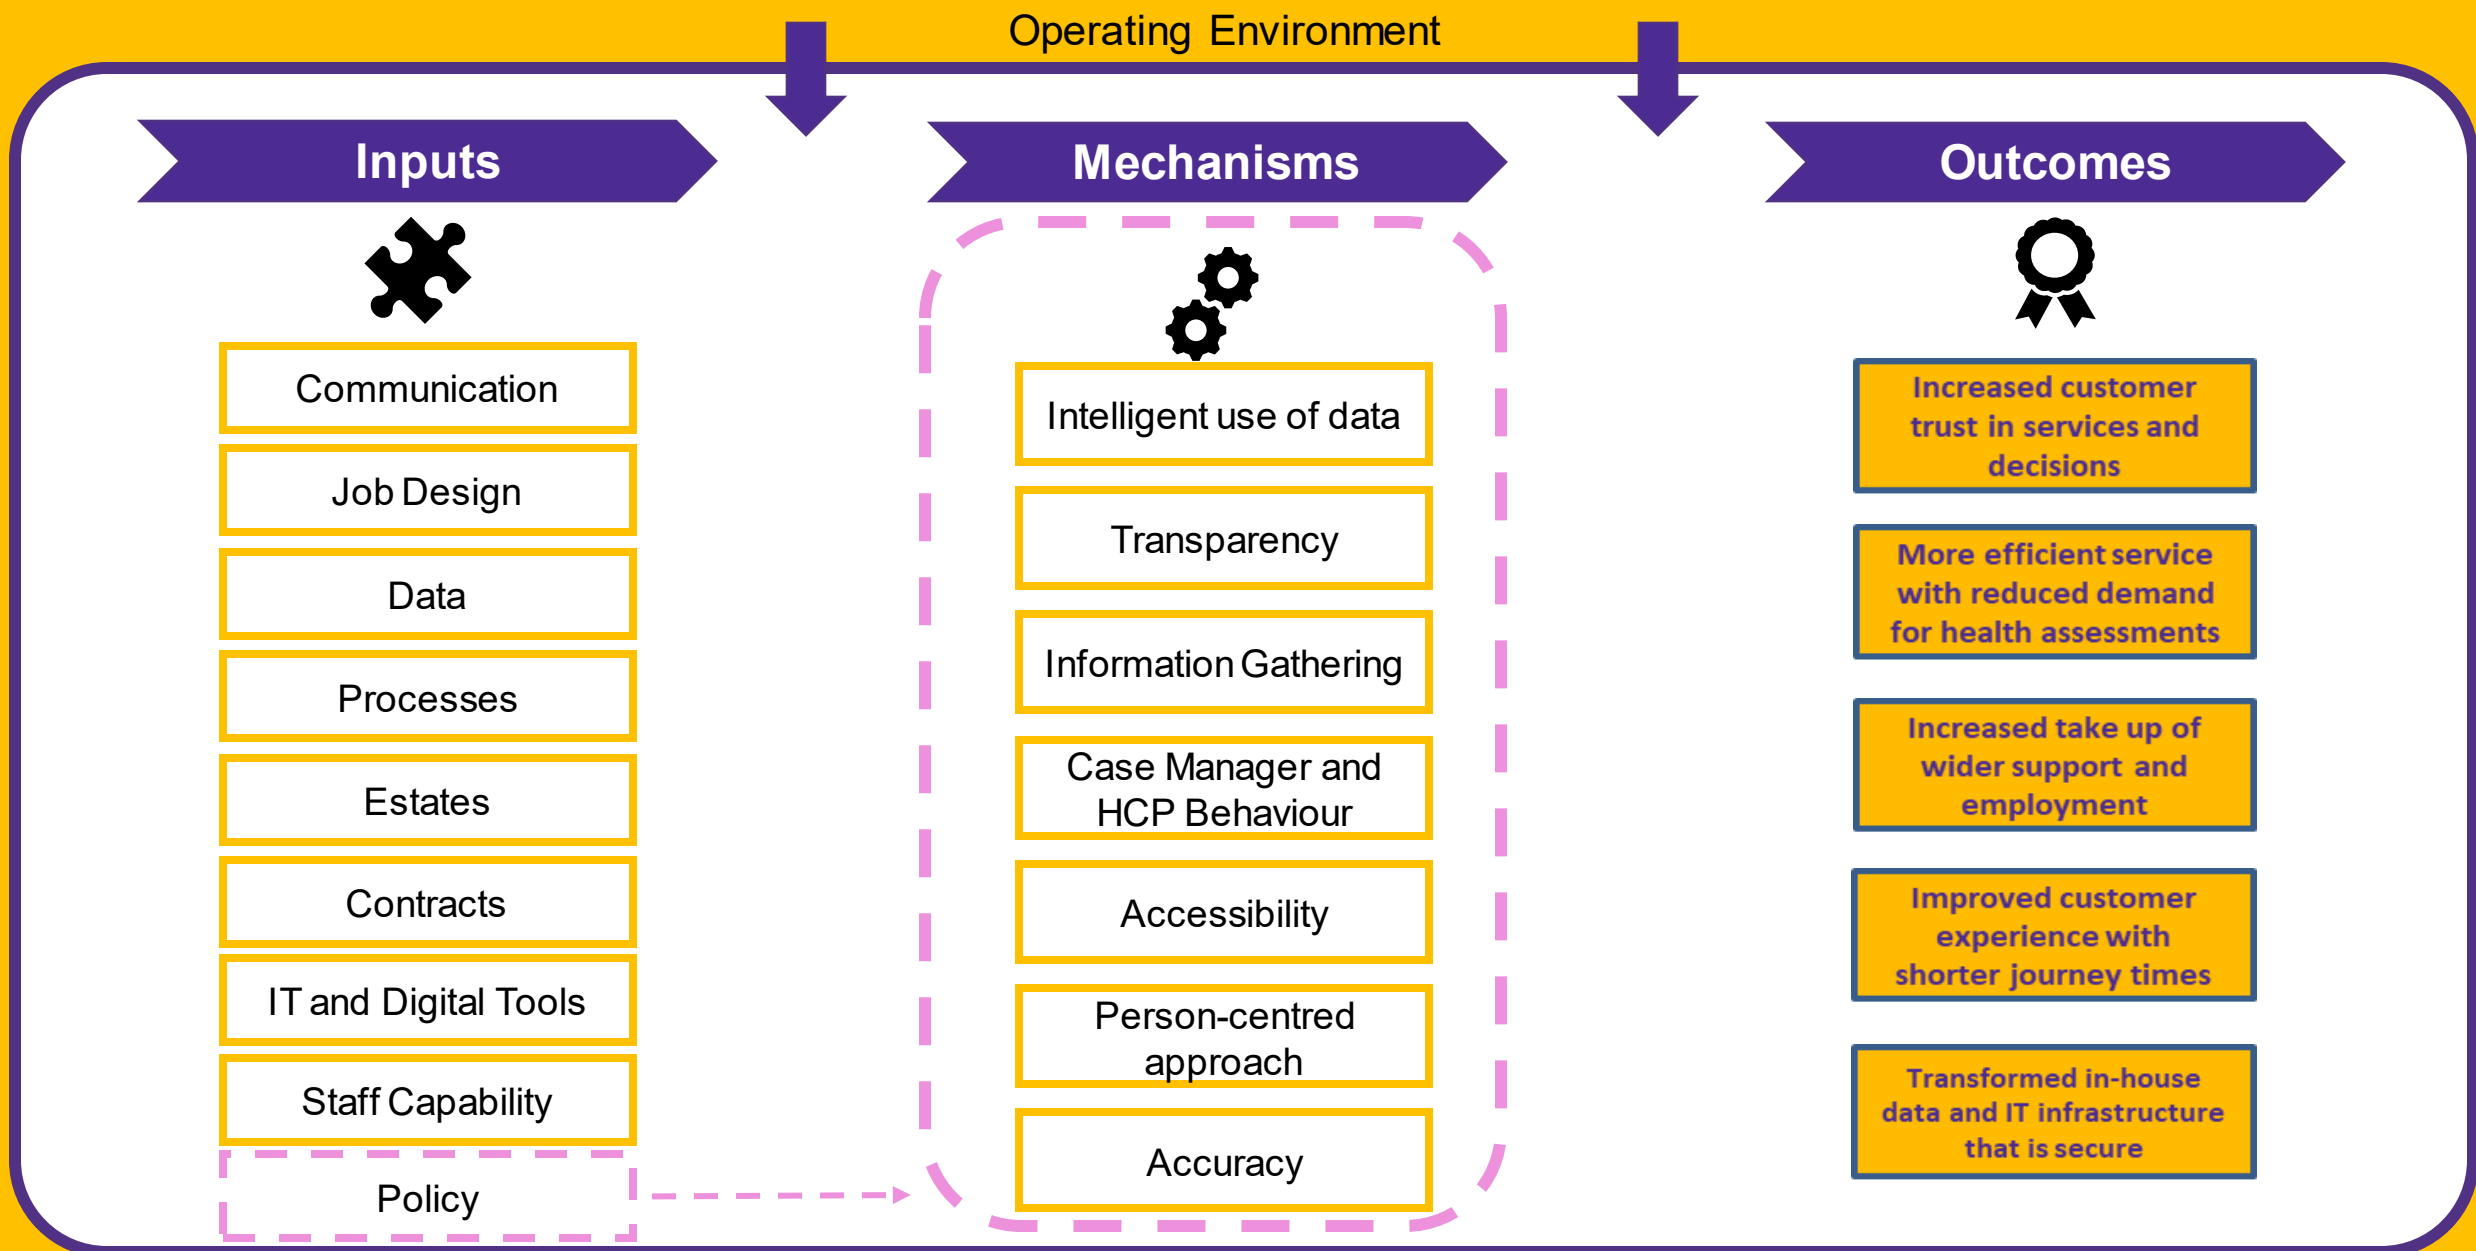 Operating Environment
Inputs
Communication
Job Design
Data
Processes
Estates
Contracts
IT and Digital Tools
Staff Capability
Policy
Mechanisms
Intelligent use of data
Transparency
Information Gathering
Case Manager and
HCP Behaviour
Accessibility
Person-centred
approach
Accuracy
Outcomes
Increased customer
trust in services and
decisions
More efficient service
with reduced demand
for health assessments
Increased take up of
wider support and
employment
Improved customer
experience with
shorter journey times
Transformed in-house
data and IT infrastructure
that is secure